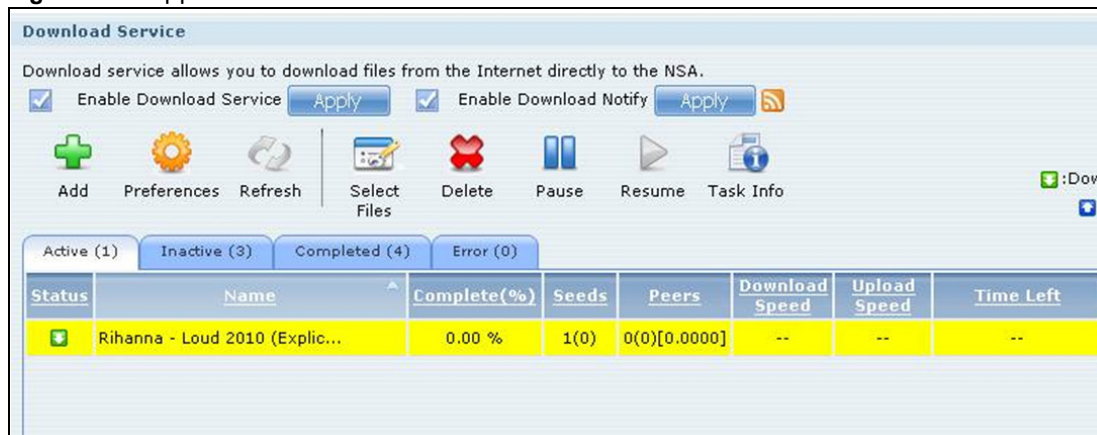 Download Service
Download service allows you to download files from the Internet directly to the NSA.
Enable Download Service Apply Enable Download Notify Apply
Add Preferences Refresh Select Files Delete Pause Resume Task Info
:Dow
Active (1) Inactive (3) Completed (4) Error (0)
Status Name Complete(%) Seeds Peers Download Speed Upload Speed Time Left
Rihanna - Loud 2010 (Explic... 0.00 % 1(0) 0(0)[0.0000] -- -- --